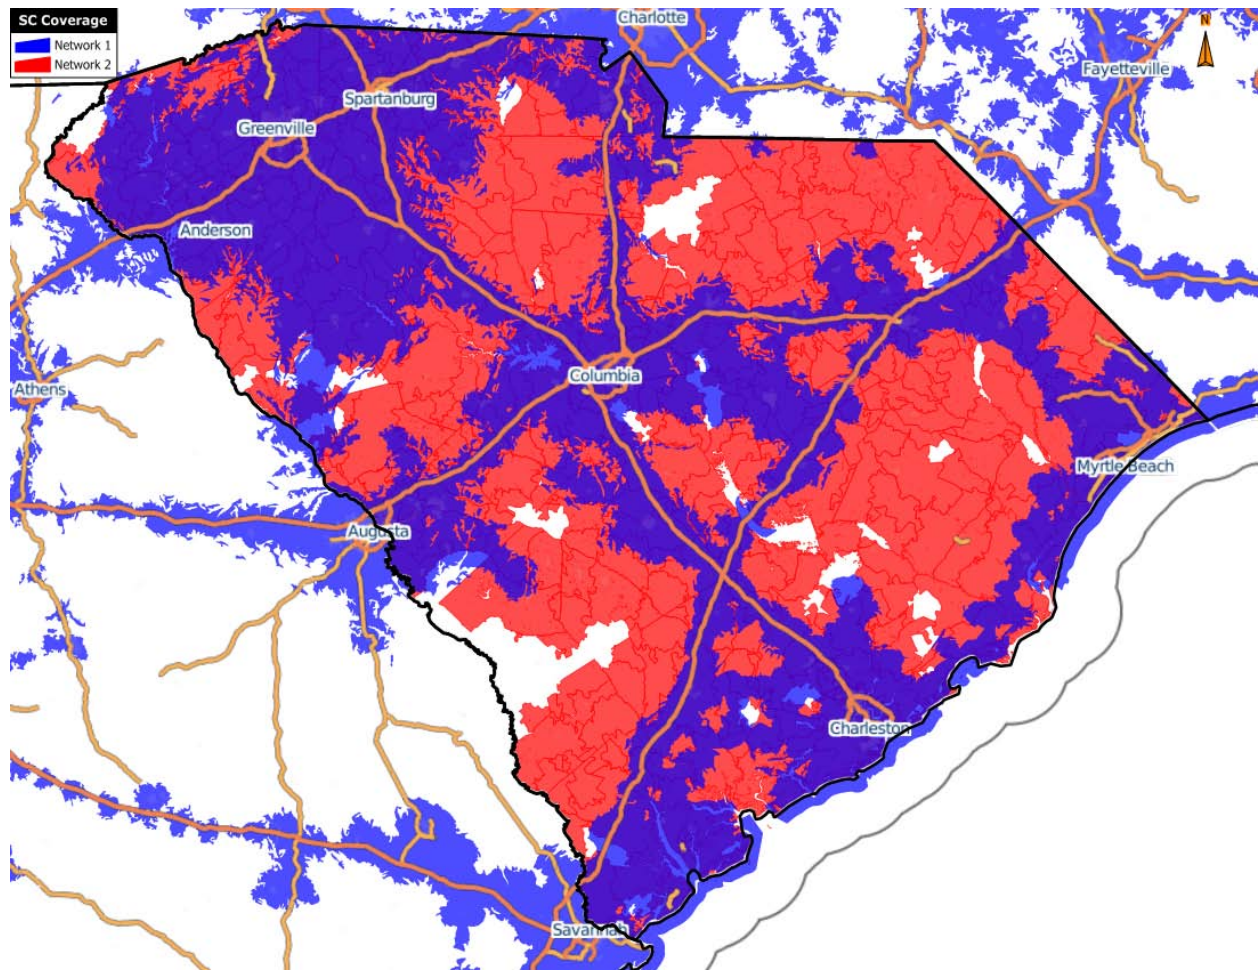 SC Coverage
Network 1
Network 2
Charlotte
N
Fayetteville
Spartanburg
Greenville
Anderson
Columbia
Athens
Myrtle Beach
Augusta
Charleston
Savannah